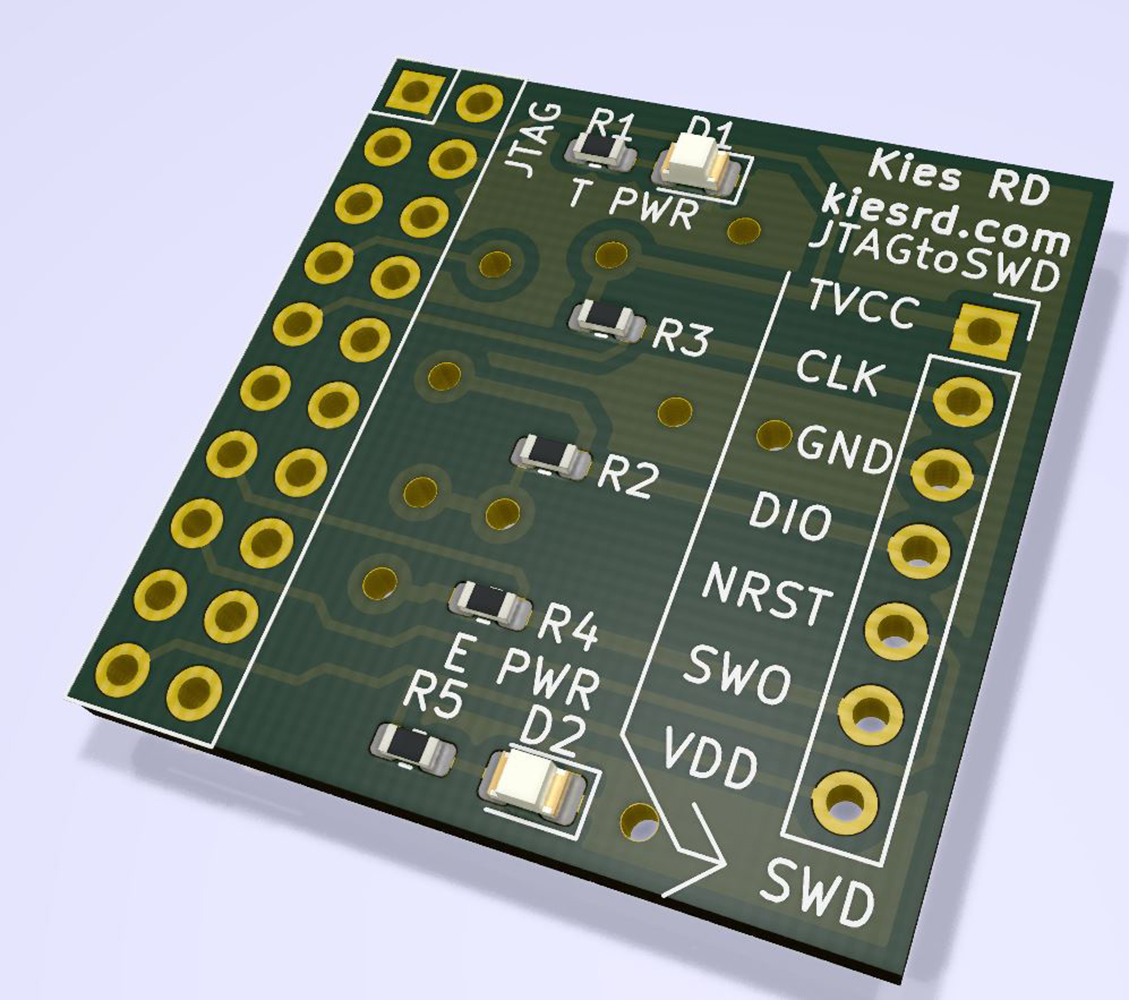 JTAG
R1
D1
T PWR
Kies RD
kiesrd.com
JTAGtoSWD
TVCC
R3
CLK
GND
R2
DIO
NRST
R4
E PWR
SWO
R5
D2
VDD
SWD